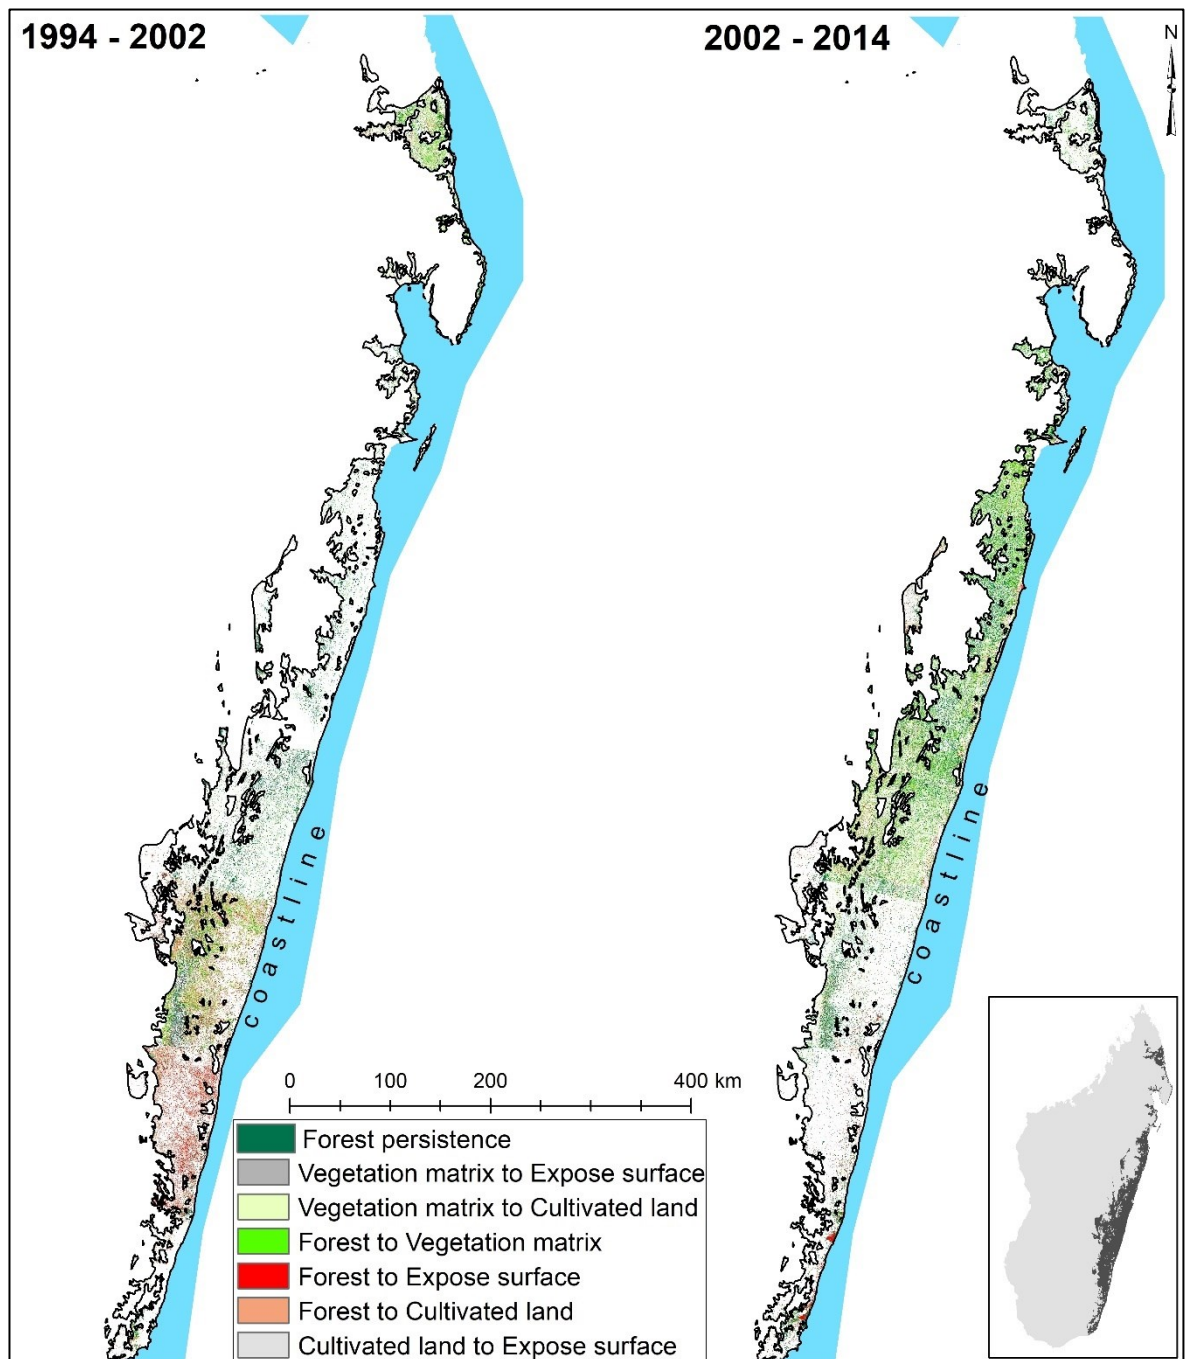 1994 - 2002
2002 - 2014
N
coastline
coastline
0 100 200 400 km
Forest persistence
Vegetation matrix to Expose surface
Vegetation matrix to Cultivated land
Forest to Vegetation matrix
Forest to Expose surface
Forest to Cultivated land
Cultivated land to Expose surface